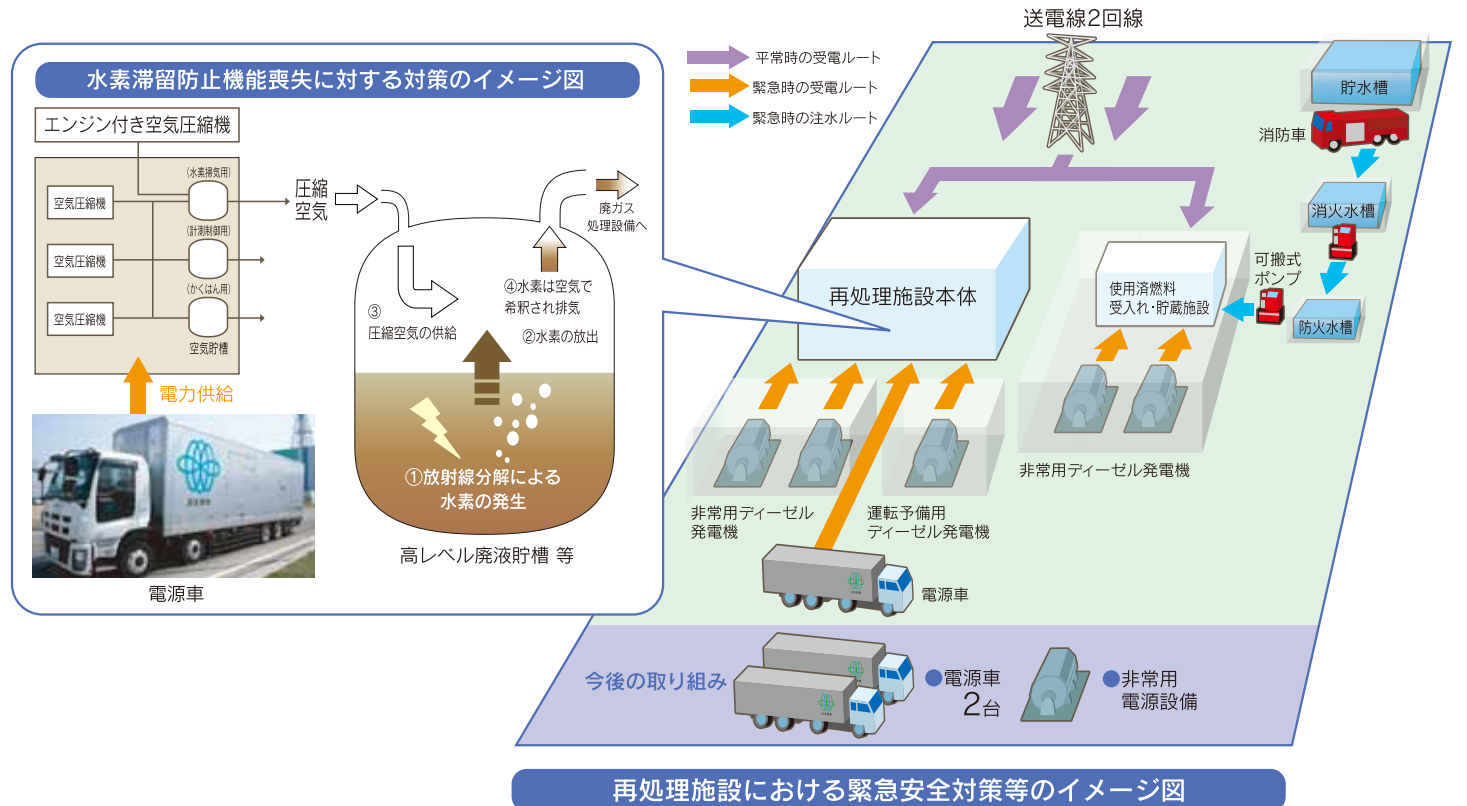 水素滞留防止機能喪失に対する対策のイメージ図
エンジン付き空気圧縮機
(水素掃気用)
空気圧縮機
(計測制御用)
空気圧縮機
(かくはん用)
空気圧縮機
空気貯槽
電力供給
電源車
圧縮
空気
廃ガス
処理設備へ
③
圧縮空気の供給
④水素は空気で
希釈され排気
②水素の放出
①放射線分解による
水素の発生
高レベル廃液貯槽 等
送電線2回線
平常時の受電ルート
緊急時の受電ルート
緊急時の注水ルート
貯水槽
消防車
消火水槽
可搬式
ポンプ
防火水槽
再処理施設本体
使用済燃料
受入れ・貯蔵施設
非常用ディーゼル発電機
非常用ディーゼル
発電機
運転予備用
ディーゼル発電機
電源車
今後の取り組み
●電源車
2台
●非常用
電源設備
再処理施設における緊急安全対策等のイメージ図